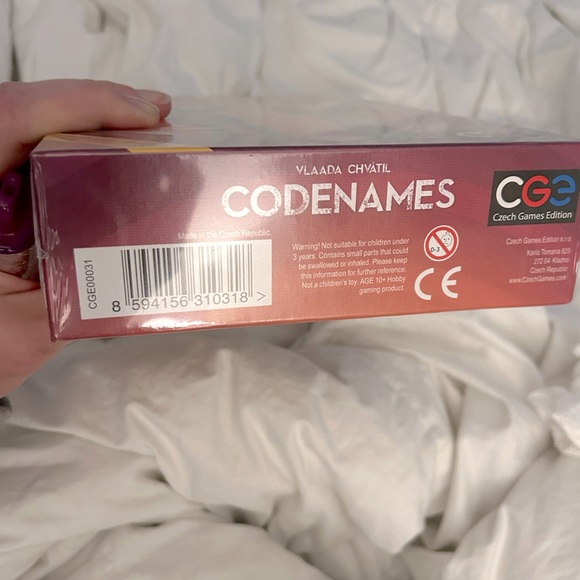 VLAADA CHVÁTIL
CODENAMES
CGE
Czech Games Edition
Made in the Czech Republic.
CGE00031
8 594156 310318 >
Warning! Not suitable for children under
3 years. Contains small parts that could
be swallowed or inhaled. Please keep
this information for further reference.
Not a children's toy. AGE 10+ Hobby
gaming product.
0-3
CE
Czech Games Edition s.r.o.
Karla Tomana 626
272 04 Kladno
Czech Republic
www.CzechGames.com